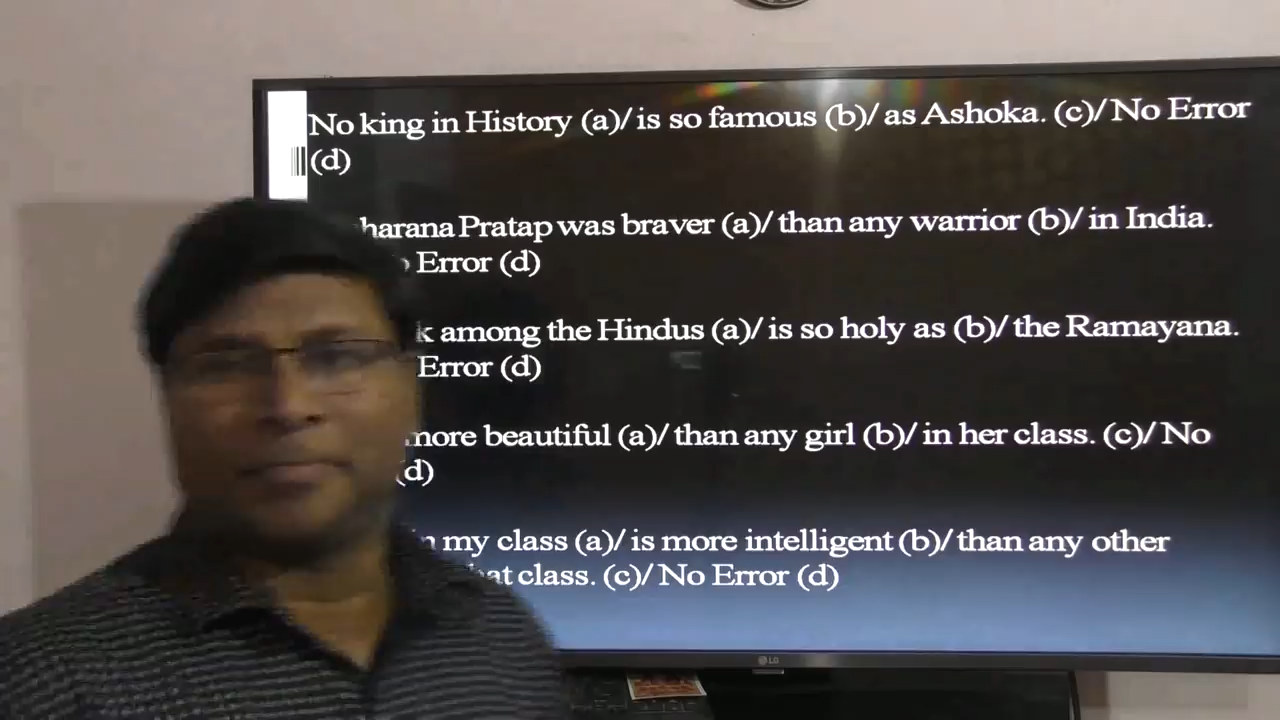 No king in History (a)/ is so famous (b)/ as Ashoka. (c)/ No Error
(d)
harana Pratap was braver (a)/ than any warrior (b)/ in India.
Error (d)
among the Hindus (a)/ is so holy as (b)/ the Ramayana.
Error (d)
more beautiful (a)/ than any girl (b)/ in her class. (c)/ No
(d)
my class (a)/ is more intelligent (b)/ than any other
class. (c)/ No Error (d)
LG